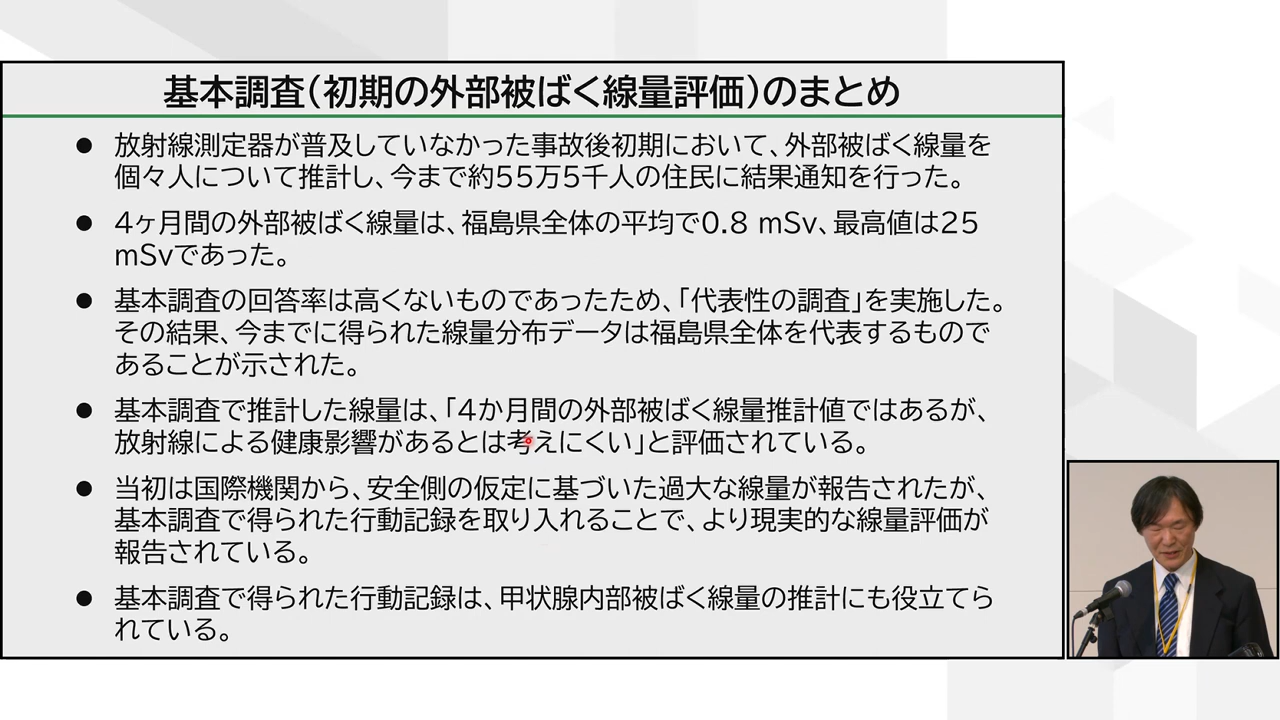 基本調査(初期の外部被ばく線量評価)のまとめ
● 放射線測定器が普及していなかった事故後初期において、外部被ばく線量を
個々人について推計し、今まで約55万5千人の住民に結果通知を行った。
● 4ヶ月間の外部被ばく線量は、福島県全体の平均で0.8 mSv、最高値は25
mSvであった。
● 基本調査の回答率は高くないものであったため、「代表性の調査」を実施した。
その結果、今までに得られた線量分布データは福島県全体を代表するもので
あることが示された。
● 基本調査で推計した線量は、「4か月間の外部被ばく線量推計値ではあるが、
放射線による健康影響があるとは考えにくい」と評価されている。
● 当初は国際機関から、安全側の仮定に基づいた過大な線量が報告されたが、
基本調査で得られた行動記録を取り入れることで、より現実的な線量評価が
報告されている。
● 基本調査で得られた行動記録は、甲状腺内部被ばく線量の推計にも役立てら
れている。